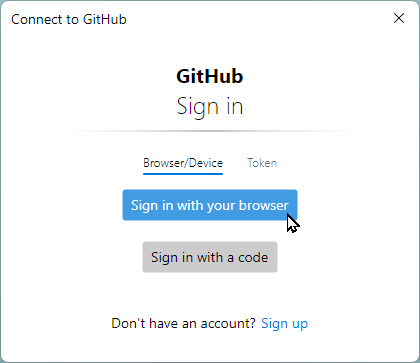 Connect to GitHub
GitHub
Sign in
Browser/Device Token
Sign in with your browser
Sign in with a code
Don't have an account? Sign up